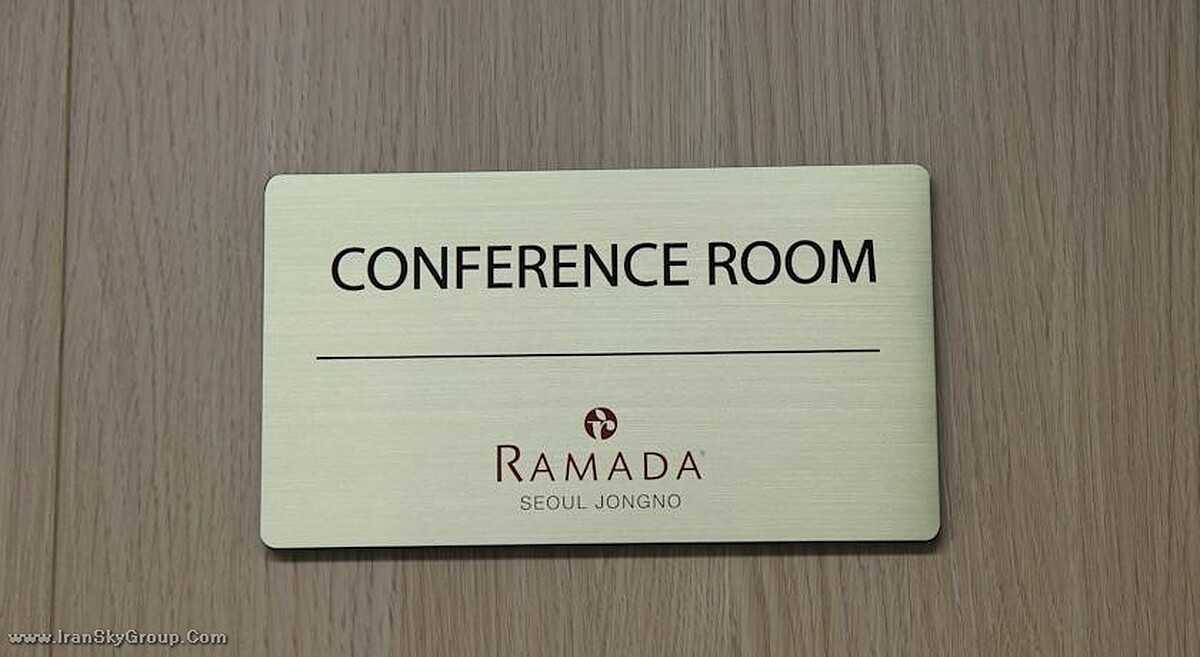 CONFERENCE ROOM
RAMADA®
SEOUL JONGNO
www.IranSkyGroup.Com